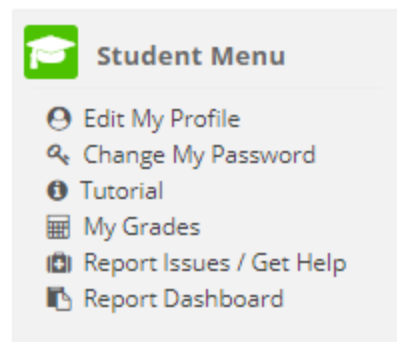 Student Menu
Edit My Profile
Change My Password
Tutorial
My Grades
Report Issues / Get Help
Report Dashboard